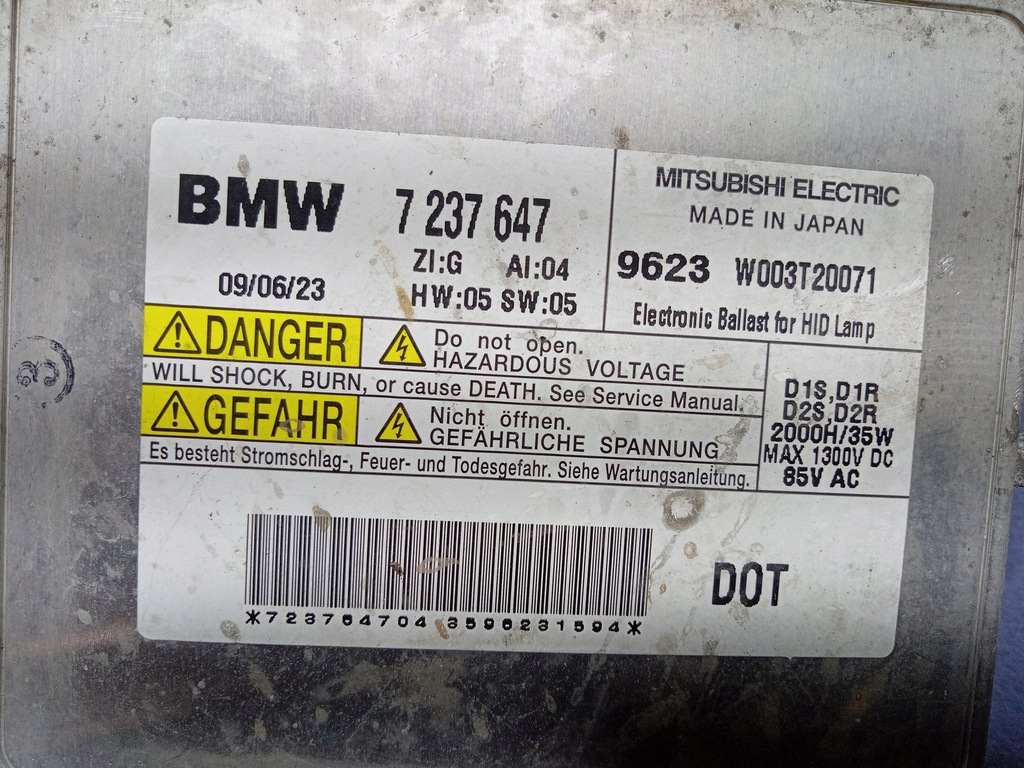 BMW 7 237 647
ZI:G AI:04
09/06/23
HW:05 SW:05
MITSUBISHI ELECTRIC
MADE IN JAPAN
9623 W003T20071
Electronic Ballast for HID Lamp
DANGER
Do not open.
HAZARDOUS VOLTAGE
WILL SHOCK, BURN, or cause DEATH. See Service Manual.
GEFAHR
Nicht öffnen.
GEFÄHRLICHE SPANNUNG
Es besteht Stromschlag-, Feuer- und Todesgefahr. Siehe Wartungsanleitung.
D1S,D1R
D2S,D2R
2000H/35W
MAX 1300V DC
85V AC
DOT